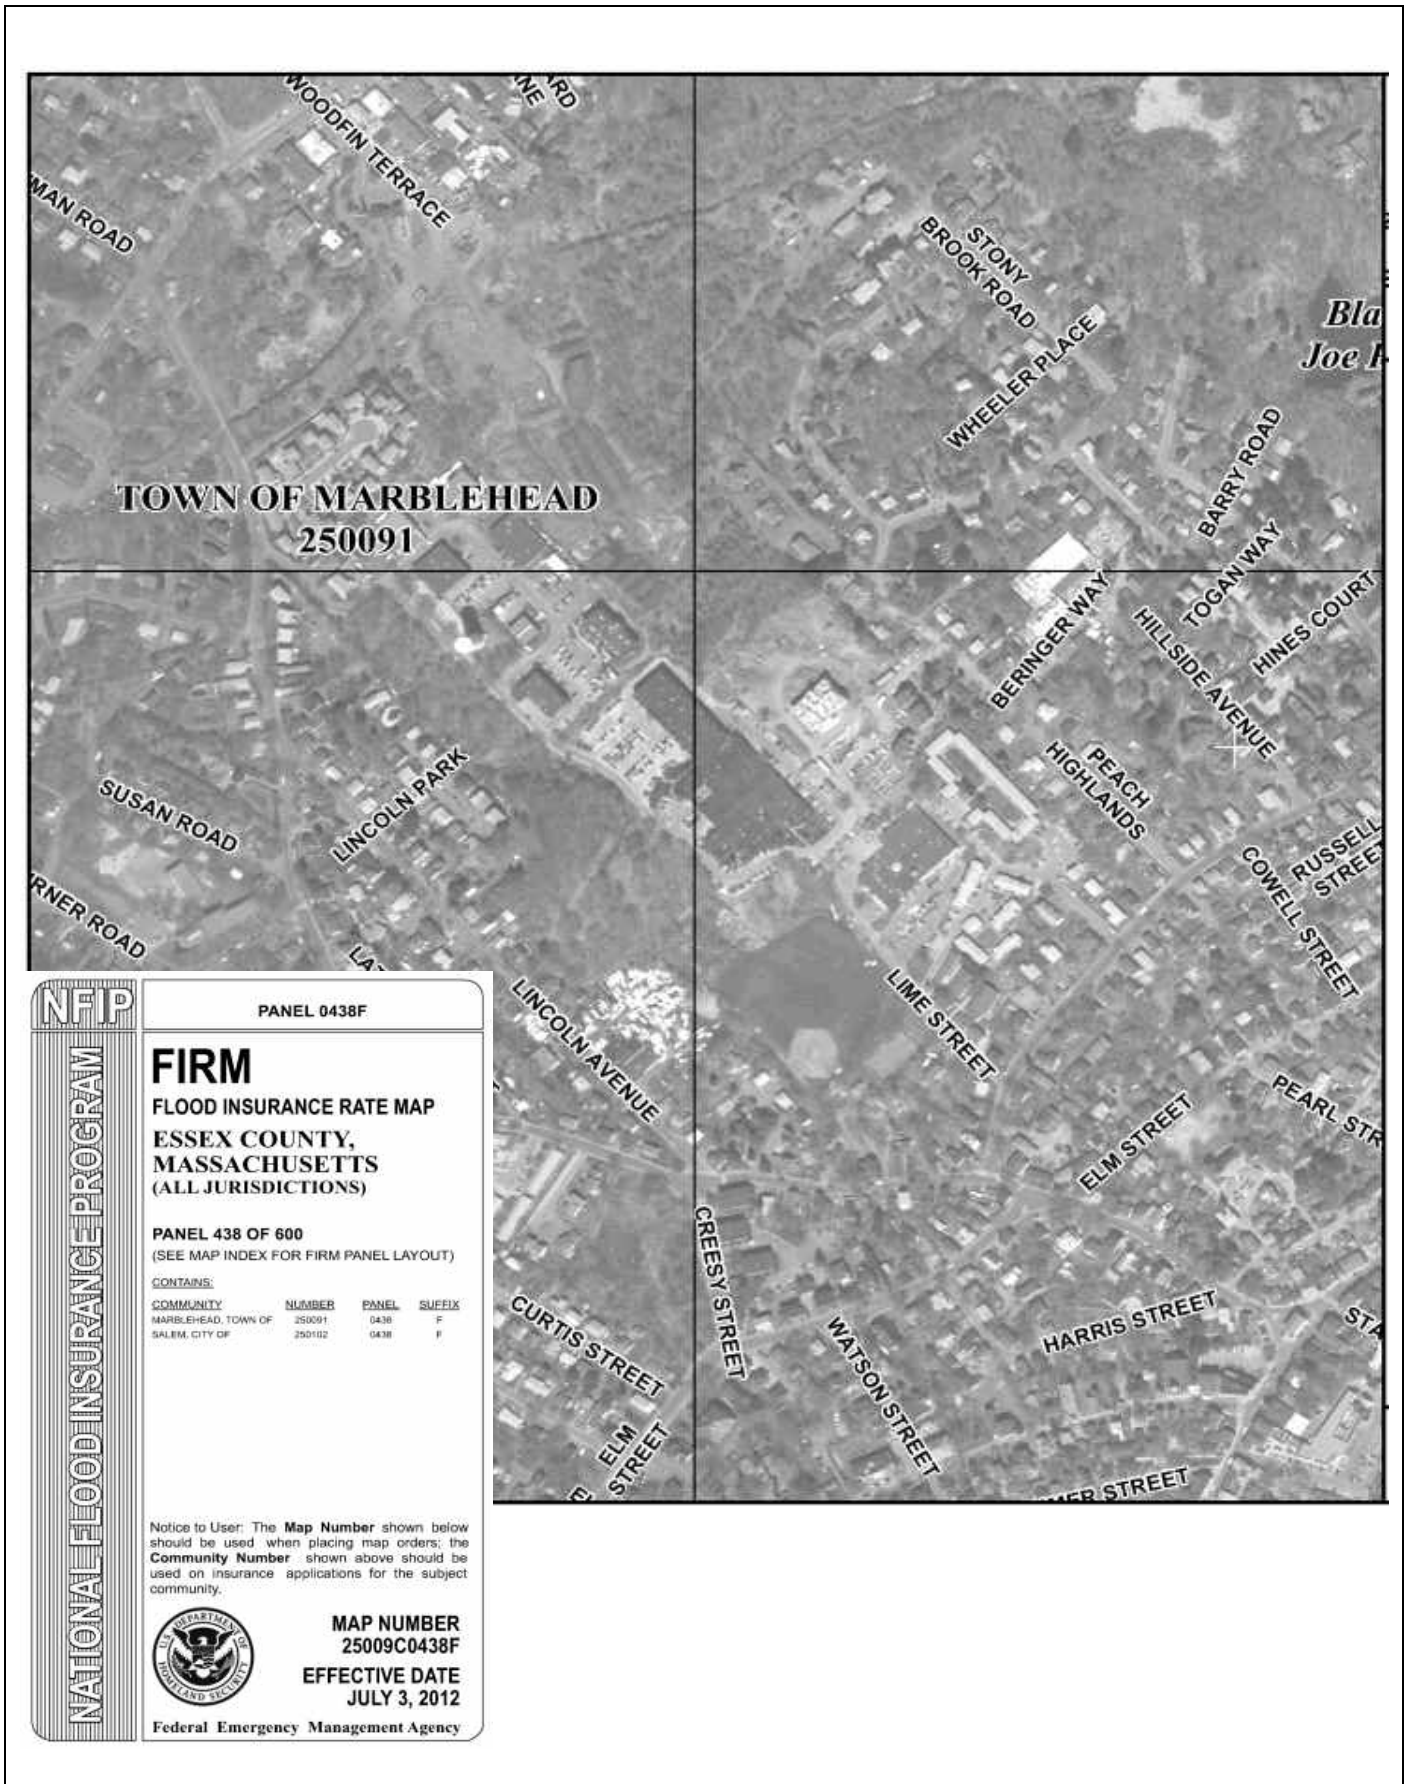 WOODFIN TERRACE
MAN ROAD
STONY
BROOK ROAD
WHEELER PLACE
Bla
Joe
BARRY ROAD
TOWN OF MARBLEHEAD
250091
TOGAN WAY
HINES COURT
BERINGER WAY
HILLSIDE AVENUE
LINCOLN PARK
SUSAN ROAD
PEACH
HIGHLANDS
RUSSELL
STREET
COWELL STREET
RNER ROAD
LINCOLN AVENUE
LIME STREET
ELM STREET
PEARL STR
CREESY STREET
CURTIS STREET
WATSON STREET
HARRIS STREET
STA
ELM
STREET
MER STREET
NFIP
PANEL 0438F
NATIONAL FLOOD INSURANCE PROGRAM
FIRM
FLOOD INSURANCE RATE MAP
ESSEX COUNTY,
MASSACHUSETTS
(ALL JURISDICTIONS)
PANEL 438 OF 600
(SEE MAP INDEX FOR FIRM PANEL LAYOUT)
CONTAINS:
COMMUNITY NUMBER PANEL SUFFIX
MARBLEHEAD, TOWN OF 250091 0438 F
SALEM, CITY OF 250102 0438 F
Notice to User: The Map Number shown below
should be used when placing map orders; the
Community Number shown above should be
used on insurance applications for the subject
community.
U.S. DEPARTMENT OF HOMELAND SECURITY
MAP NUMBER
25009C0438F
EFFECTIVE DATE
JULY 3, 2012
Federal Emergency Management Agency